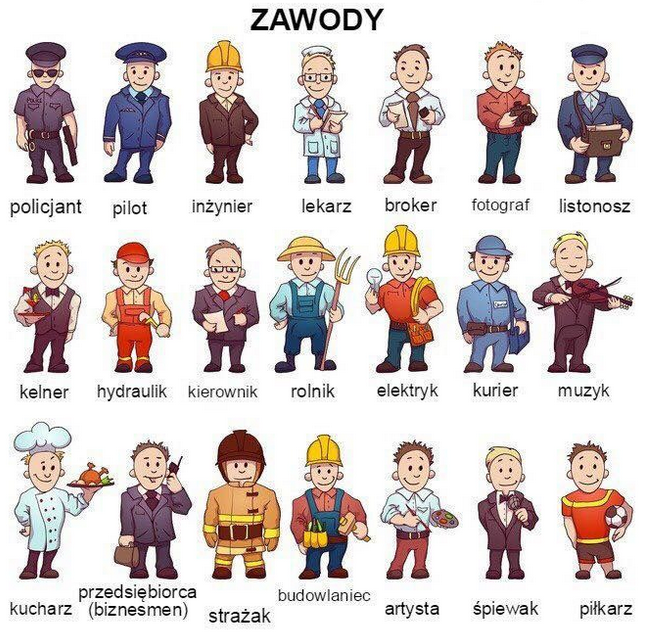 ZAWODY
POLICE
policjant pilot inżynier lekarz broker fotograf listonosz
kelner hydraulik kierownik rolnik elektryk kurier muzyk
kucharz przedsiębiorca (biznesmen) strażak budowlaniec artysta śpiewak piłkarz